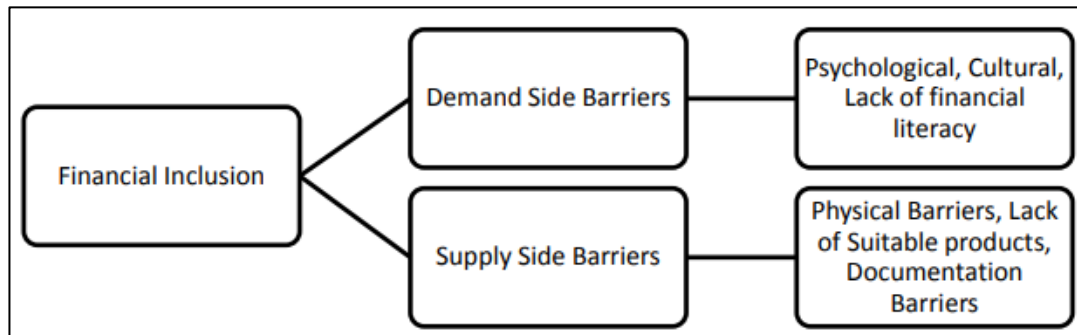 Financial Inclusion
Demand Side Barriers
Psychological, Cultural,
Lack of financial
literacy
Supply Side Barriers
Physical Barriers, Lack
of Suitable products,
Documentation
Barriers